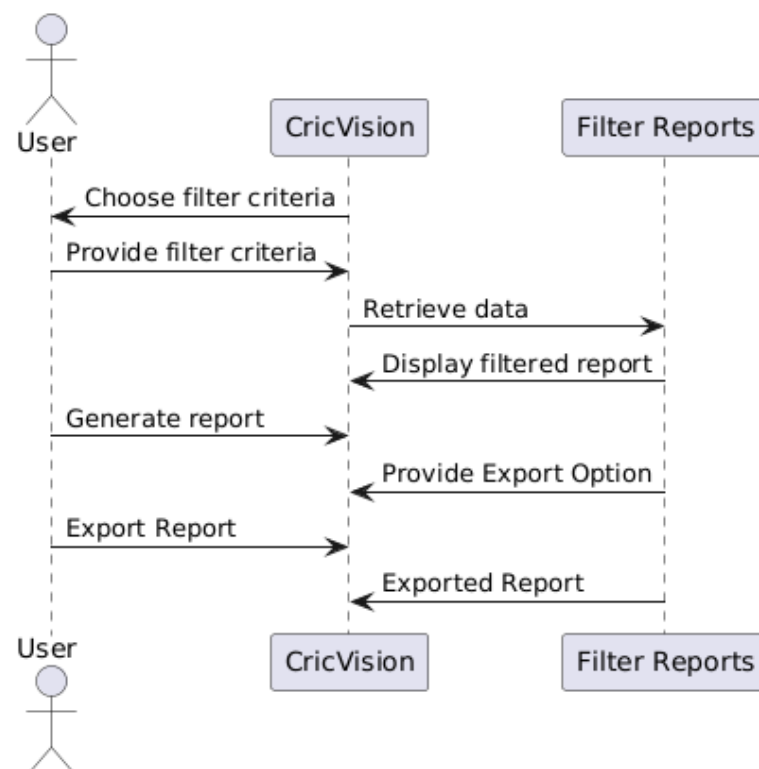 User
CricVision
Filter Reports
Choose filter criteria
Provide filter criteria
Retrieve data
Display filtered report
Generate report
Provide Export Option
Export Report
Exported Report
User
CricVision
Filter Reports